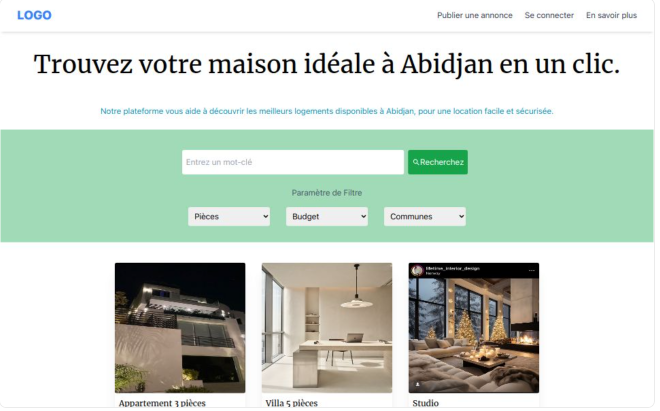 LOGO
Publier une annonce Se connecter En savoir plus
Trouvez votre maison idéale à Abidjan en un clic.
Notre plateforme vous aide à découvrir les meilleurs logements disponibles à Abidjan, pour une location facile et sécurisée.
Entrez un mot-clé
Recherchez
Paramètre de Filtre
Pièces
Budget
Communes
lifetime_interior_design
Norway
Appartement 3 pièces
Villa 5 pièces
Studio